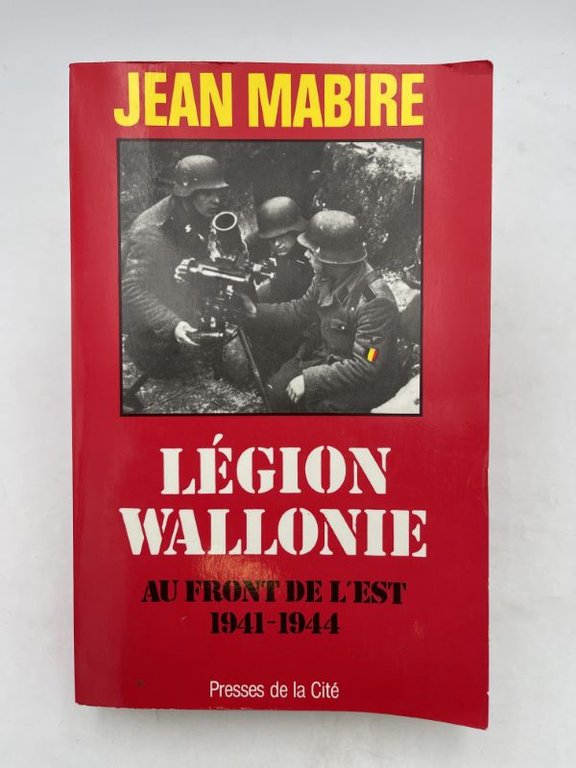 JEAN MABIRE
LÉGION
WALLONIE
AU FRONT DE L'EST
1941-1944
Presses de la Cité